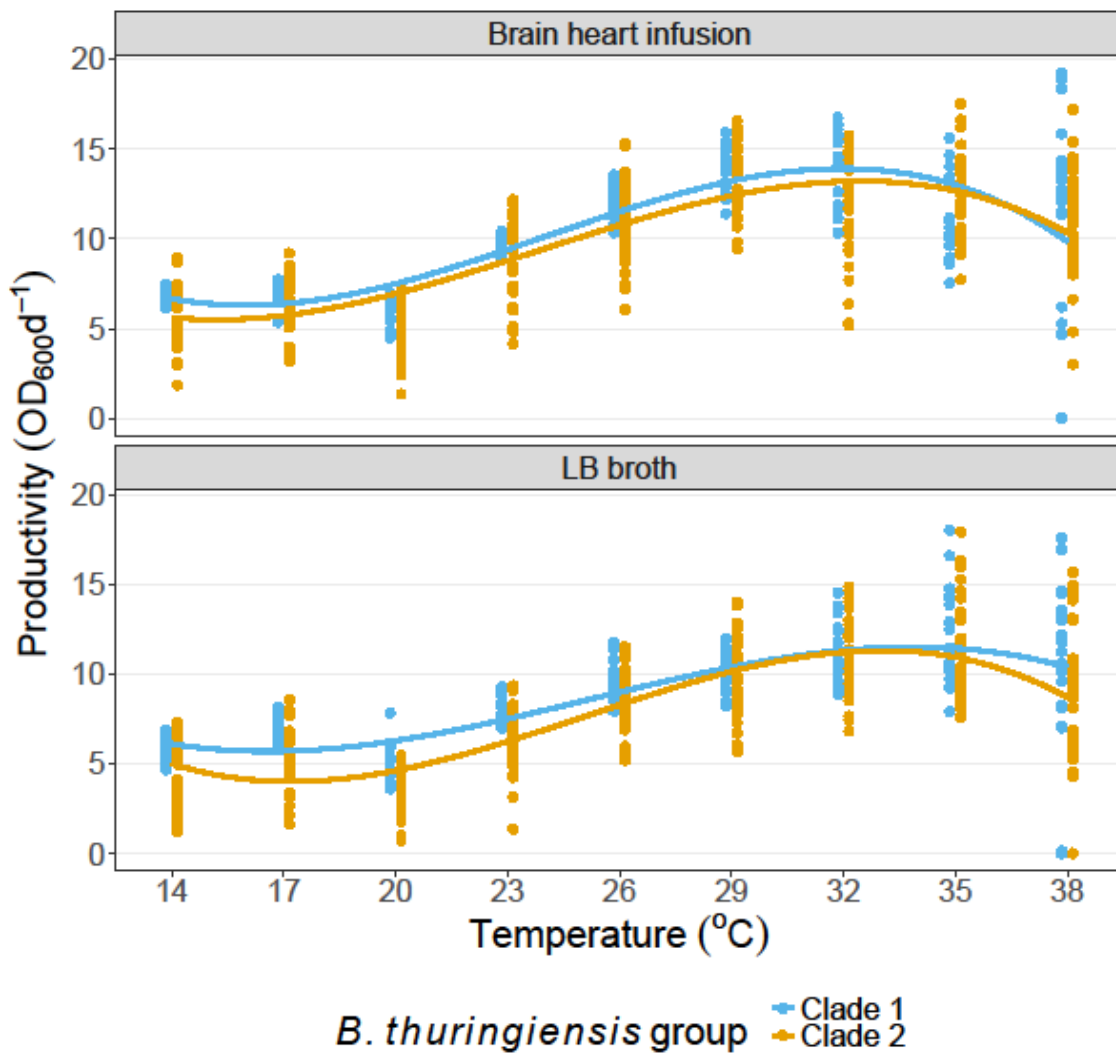 Brain heart infusion
20
15
10
5
0
LB broth
20
15
10
5
0
Productivity (OD₆₀₀d⁻¹)
14 17 20 23 26 29 32 35 38
Temperature (°C)
B. thuringiensis group
Clade 1
Clade 2